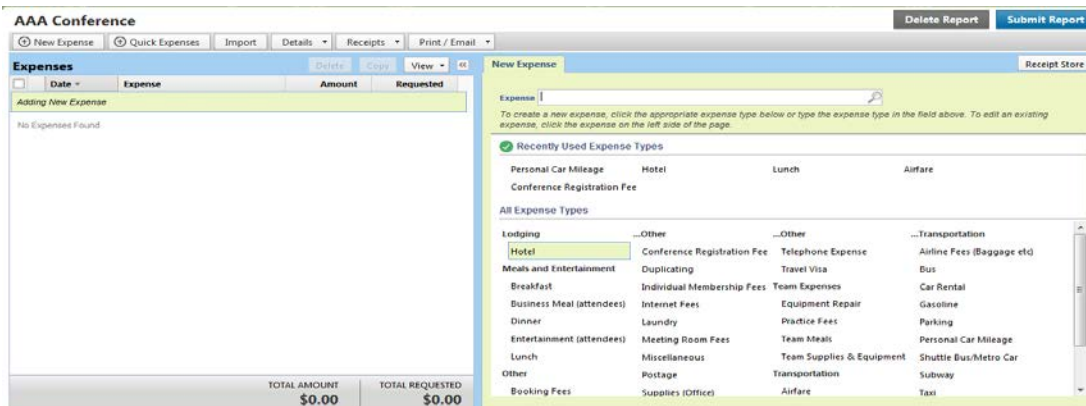 AAA Conference
Delete Report Submit Report
New Expense Quick Expenses Import Details Receipts Print / Email
Expenses Delete Copy View
Date Expense Amount Requested
Adding New Expense
No Expenses Found
TOTAL AMOUNT TOTAL REQUESTED
$0.00 $0.00
New Expense Receipt Store
Expense
To create a new expense, click the appropriate expense type below or type the expense type in the field above. To edit an existing
expense, click the expense on the left side of the page.
Recently Used Expense Types
Personal Car Mileage Hotel Lunch Airfare
Conference Registration Fee
All Expense Types
Lodging ...Other ...Other ...Transportation
Hotel Conference Registration Fee Telephone Expense Airline Fees (Baggage etc)
Meals and Entertainment Duplicating Travel Visa Bus
Breakfast Individual Membership Fees Team Expenses Car Rental
Business Meal (attendees) Internet Fees Equipment Repair Gasoline
Dinner Laundry Practice Fees Parking
Entertainment (attendees) Meeting Room Fees Team Meals Personal Car Mileage
Lunch Miscellaneous Team Supplies & Equipment Shuttle Bus/Metro Car
Other Postage Transportation Subway
Booking Fees Supplies (Office) Airfare Taxi